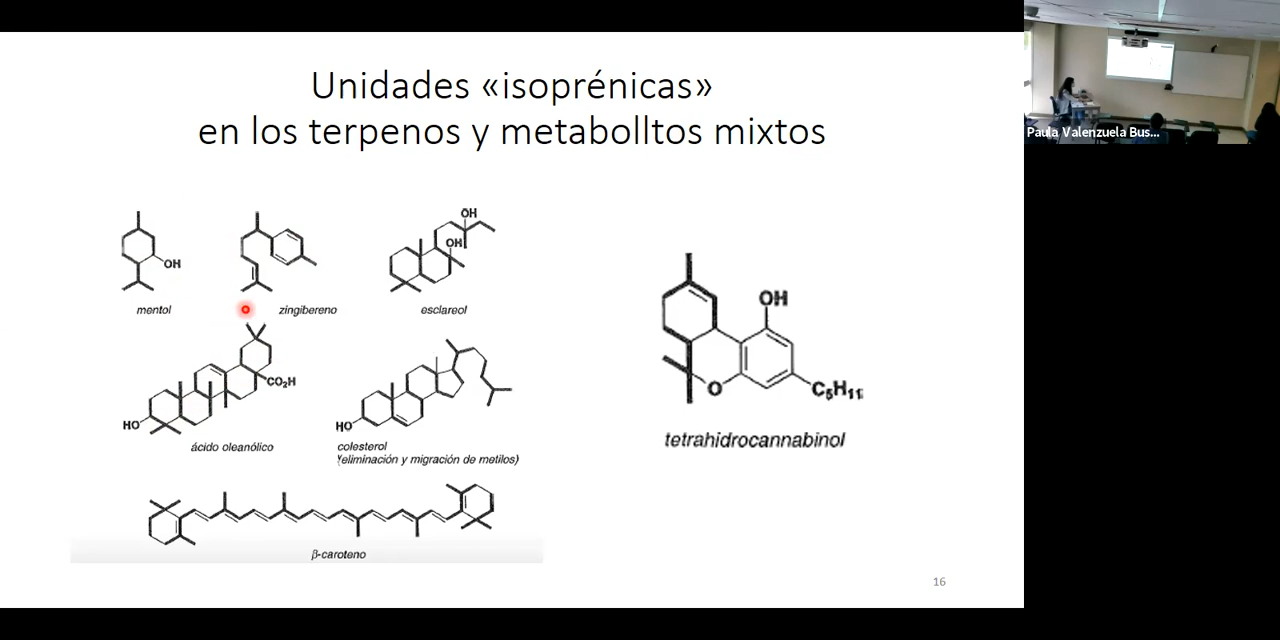 Unidades «isoprénicas»
en los terpenos y metabolltos mixtos
OH
mentol
zingibereno
OH
OH
esclareol
CO₂H
HO
ácido oleanólico
HO
colesterol
(eliminación y migración de metilos)
β-caroteno
OH
O
C₅H₁₁
tetrahidrocannabinol
16
Paula Valenzuela Bus...